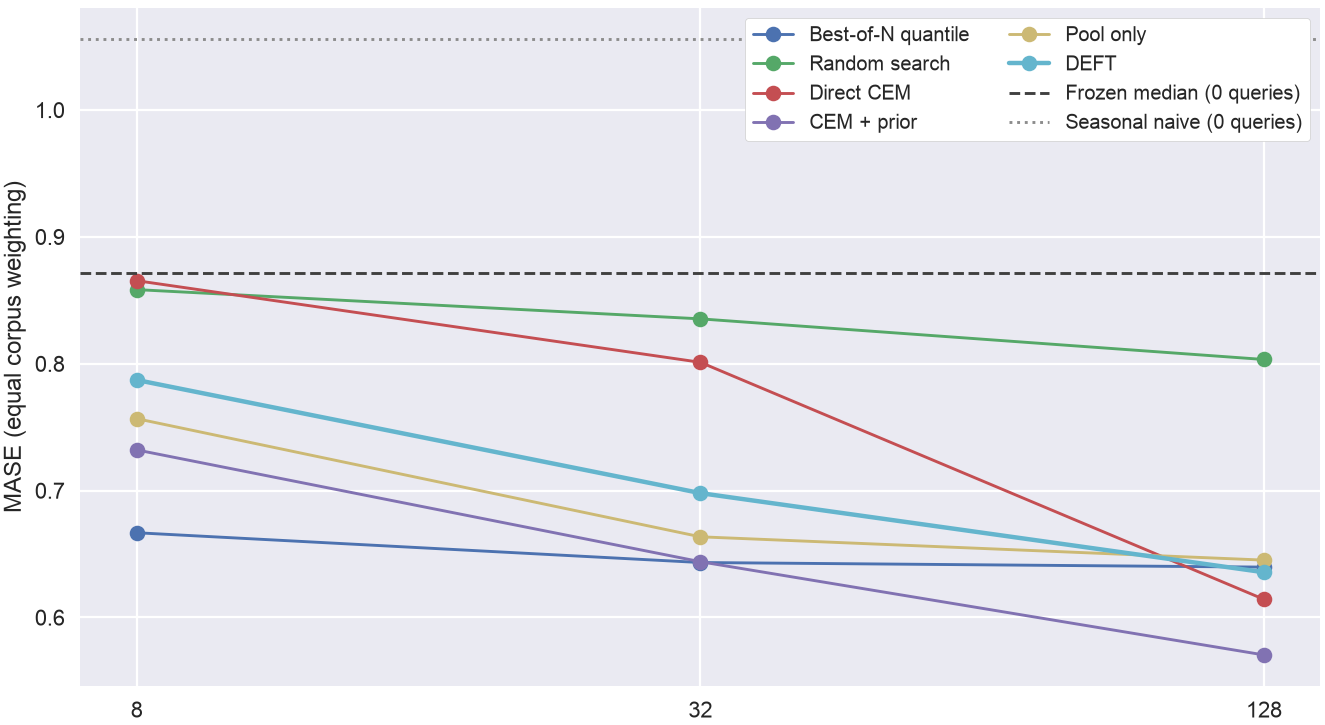 Best-of-N quantile
Random search
Direct CEM
CEM + prior
Pool only
DEFT
Frozen median (0 queries)
Seasonal naive (0 queries)
MASE (equal corpus weighting)
1.0
0.9
0.8
0.7
0.6
8
32
128